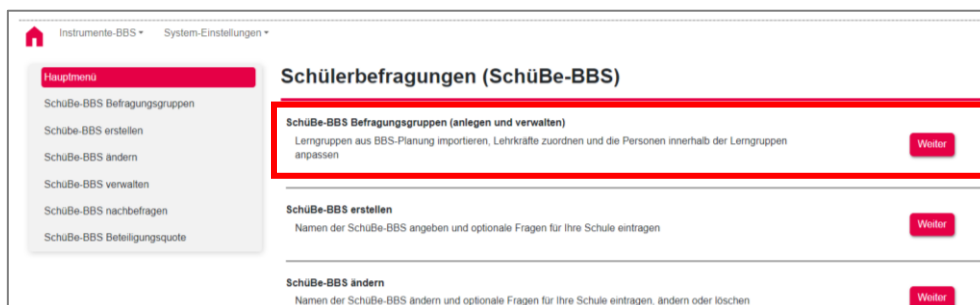 Instrumente-BBS System-Einstellungen
Hauptmenü
SchüBe-BBS Befragungsgruppen
Schübe-BBS erstellen
SchüBe-BBS ändern
SchüBe-BBS verwalten
SchüBe-BBS nachbefragen
SchüBe-BBS Beteiligungsquote
Schülerbefragungen (SchüBe-BBS)
SchüBe-BBS Befragungsgruppen (anlegen und verwalten)
Lerngruppen aus BBS-Planung importieren, Lehrkräfte zuordnen und die Personen innerhalb der Lerngruppen
anpassen
Weiter
SchüBe-BBS erstellen
Namen der SchüBe-BBS angeben und optionale Fragen für Ihre Schule eintragen
Weiter
SchüBe-BBS ändern
Namen der SchüBe-BBS ändern und optionale Fragen für Ihre Schule eintragen, ändern oder löschen
Weiter